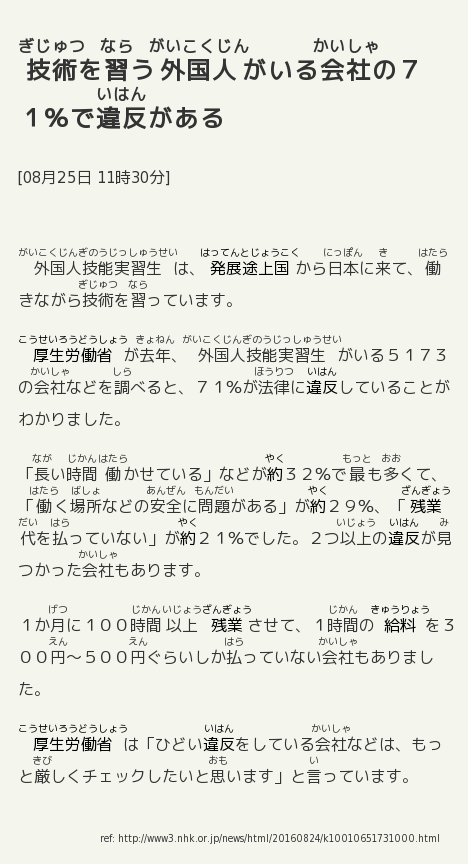 ぎじゅつ なら がいこくじん かいしゃ
技術を習う外国人がいる会社の７
いはん
１％で違反がある
[08月25日 11時30分]
がいこくじんぎのうじっしゅうせい はってんとじょうこく にっぽん き はたら
外国人技能実習生は、発展途上国から日本に来て、働
ぎじゅつ なら
きながら技術を習っています。
こうせいろうどうしょう きょねん がいこくじんぎのうじっしゅうせい
厚生労働省が去年、外国人技能実習生がいる５１７３
かいしゃ しら ほうりつ いはん
の会社などを調べると、７１％が法律に違反していることが
わかりました。
なが じかん はたら やく もっと おお
「長い時間働かせている」などが約３２％で最も多くて、
はたら ばしょ あんぜん もんだい やく ざんぎょう
「働く場所などの安全に問題がある」が約２９％、「残業
だい はら やく いじょう いはん み
代を払っていない」が約２１％でした。２つ以上の違反が見
かいしゃ
つかった会社もあります。
げつ じかん いじょう ざんぎょう じかん きゅうりょう
１か月に１００時間以上残業させて、１時間の給料を３
えん えん はら かいしゃ
００円～５００円ぐらいしか払っていない会社もありまし
た。
こうせいろうどうしょう いはん かいしゃ
厚生労働省は「ひどい違反をしている会社などは、もっ
きび おも い
と厳しくチェックしたいと思います」と言っています。
ref: http://www3.nhk.or.jp/news/html/20160824/k10010651731000.html